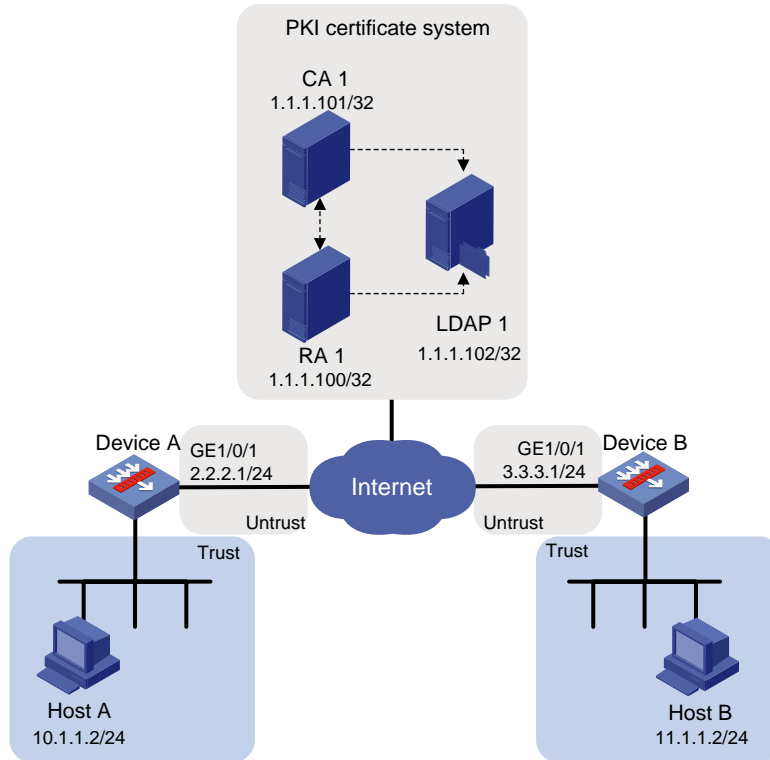 PKI certificate system
CA 1
1.1.1.101/32
LDAP 1
1.1.1.102/32
RA 1
1.1.1.100/32
Device A
GE1/0/1
2.2.2.1/24
Untrust
Internet
GE1/0/1
3.3.3.1/24
Untrust
Device B
Trust
Host A
10.1.1.2/24
Trust
Host B
11.1.1.2/24